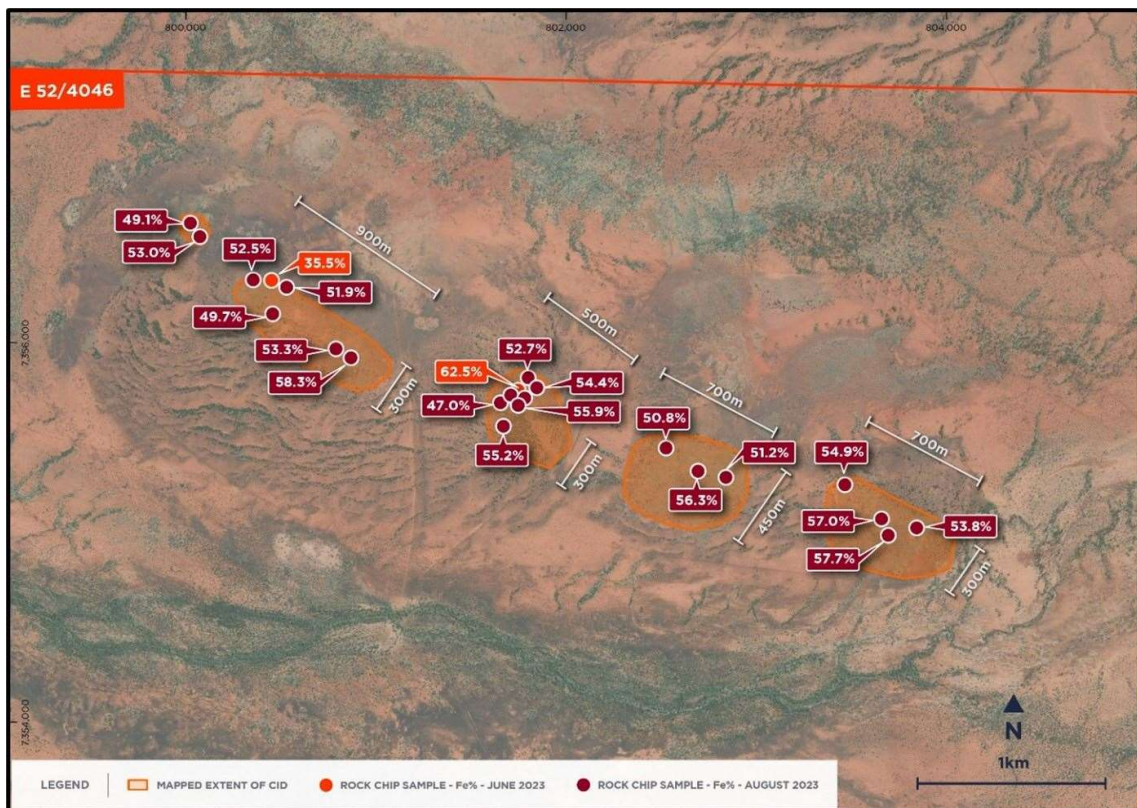 800,000
802,000
804,000
E 52/4046
49.1%
53.0%
52.5%
35.5%
51.9%
900m
49.7%
7,356,000
53.3%
58.3%
300m
500m
52.7%
62.5%
54.4%
47.0%
55.9%
55.2%
300m
700m
50.8%
51.2%
56.3%
450m
700m
54.9%
57.0%
53.8%
57.7%
300m
7,354,000
N
1km
LEGEND
MAPPED EXTENT OF CID
ROCK CHIP SAMPLE - Fe% - JUNE 2023
ROCK CHIP SAMPLE - Fe% - AUGUST 2023